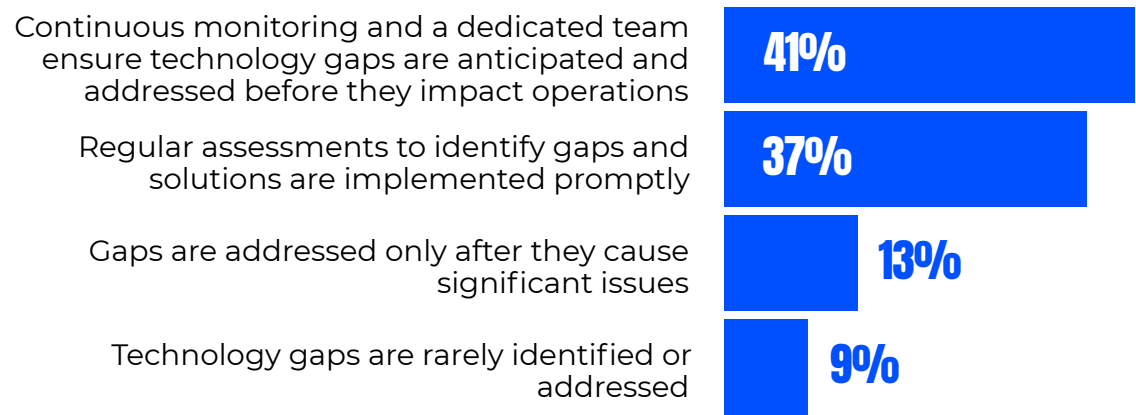 Continuous monitoring and a dedicated team
ensure technology gaps are anticipated and
addressed before they impact operations
41%
Regular assessments to identify gaps and
solutions are implemented promptly
37%
Gaps are addressed only after they cause
significant issues
13%
Technology gaps are rarely identified or
addressed
9%